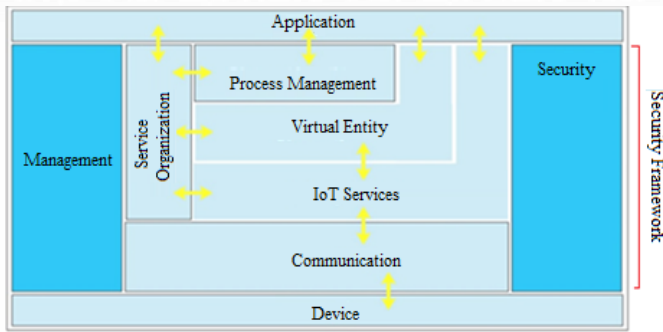 Application
Management
Service
Organization
Process Management
Virtual Entity
IoT Services
Communication
Security
Security Framework
Device